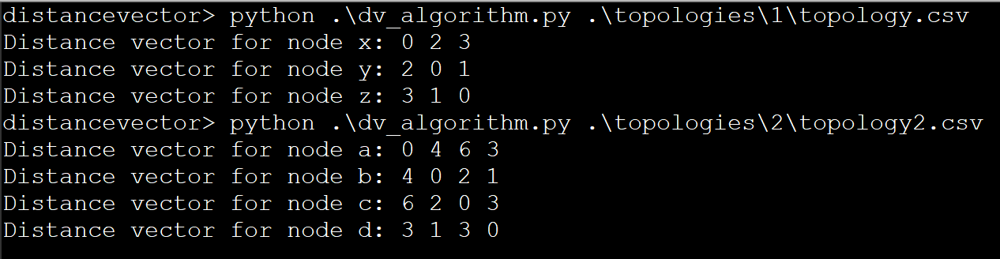 distancevector> python .\dv_algorithm.py .\topologies\1\topology.csv
Distance vector for node x: 0 2 3
Distance vector for node y: 2 0 1
Distance vector for node z: 3 1 0
distancevector> python .\dv_algorithm.py .\topologies\2\topology2.csv
Distance vector for node a: 0 4 6 3
Distance vector for node b: 4 0 2 1
Distance vector for node c: 6 2 0 3
Distance vector for node d: 3 1 3 0